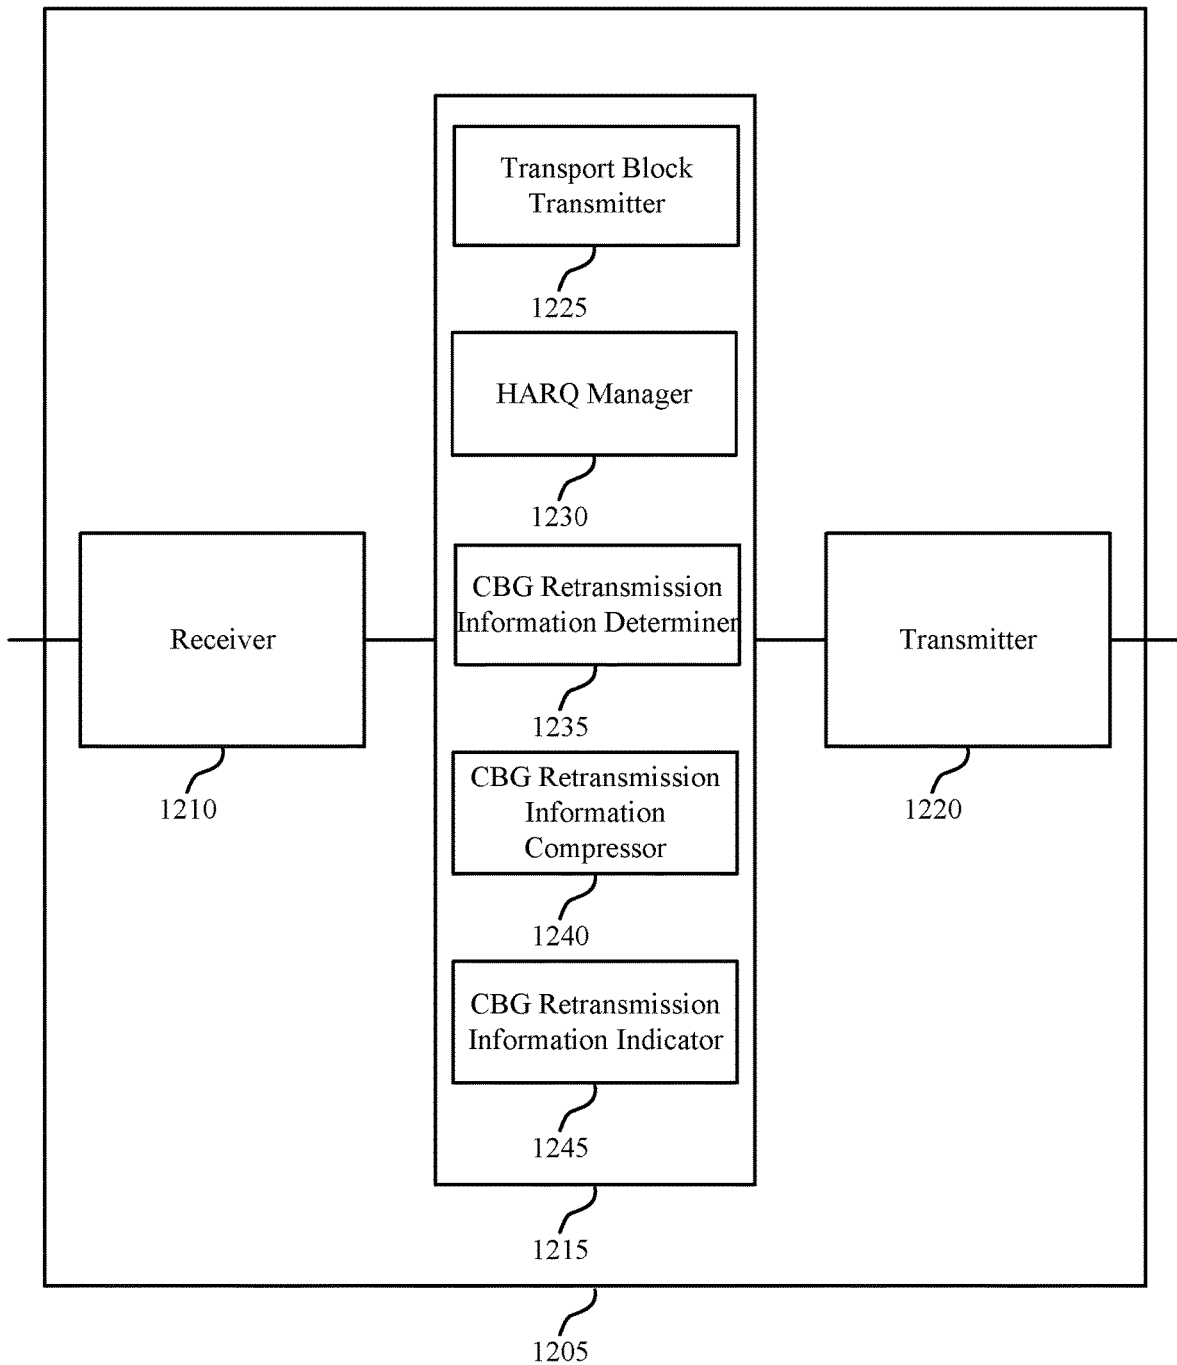 Transport Block
Transmitter
1225
HARQ Manager
1230
CBG Retransmission
Information Determiner
1235
Receiver
1210
Transmitter
1220
CBG Retransmission
Information
Compressor
1240
CBG Retransmission
Information Indicator
1245
1215
1205